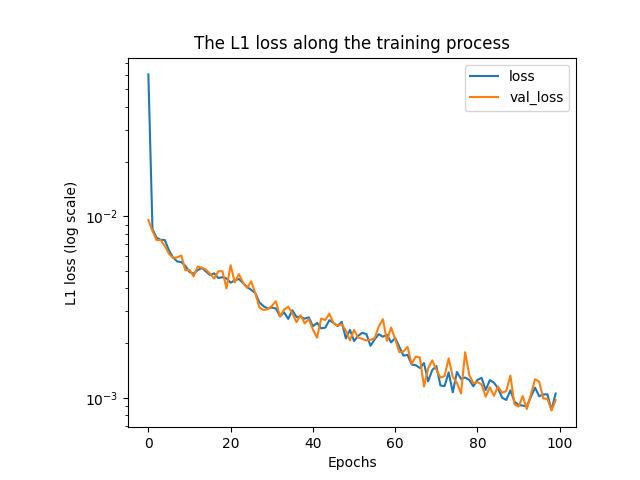 The L1 loss along the training process
loss
val_loss
L1 loss (log scale)
10⁻²
10⁻³
0 20 40 60 80 100
Epochs